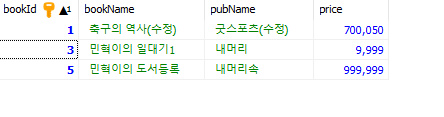 bookId ▲1 bookName pubName price
1 축구의 역사(수정) 굿스포츠(수정) 700,050
3 민혁이의 일대기1 내머리 9,999
5 민혁이의 도서등록 내머리속 999,999